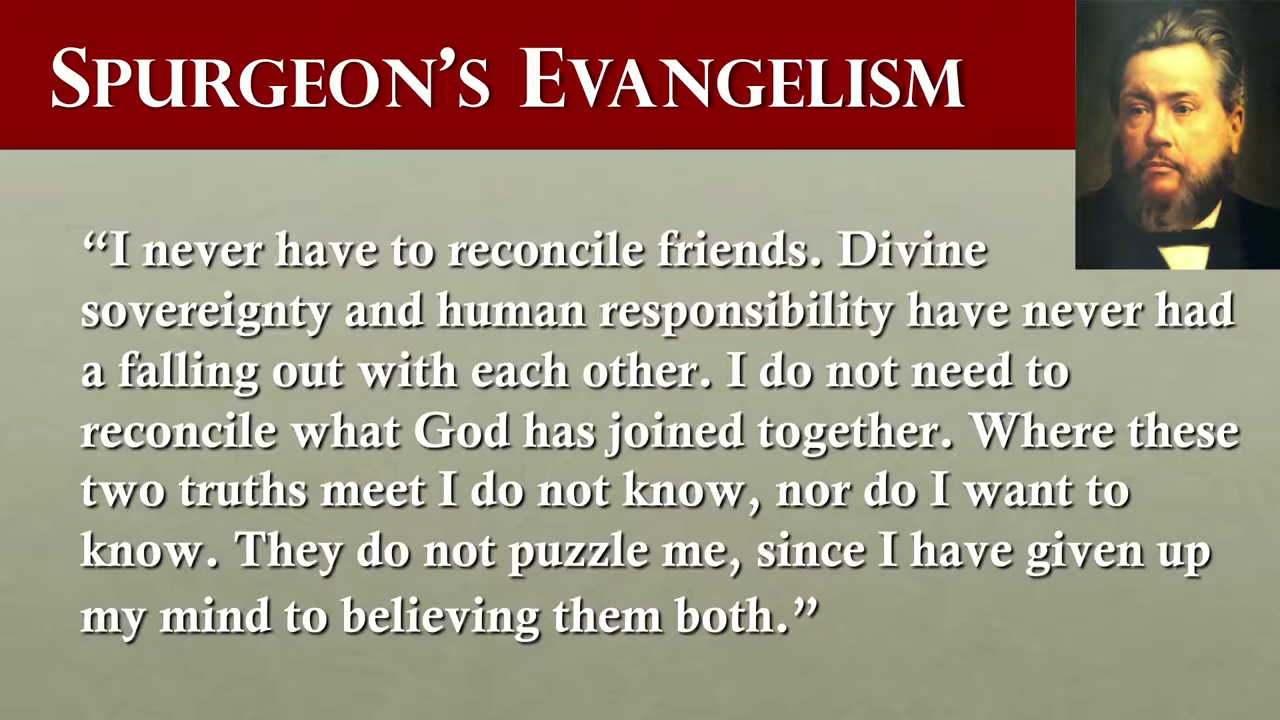 SPURGEON’S EVANGELISM
“I never have to reconcile friends. Divine
sovereignty and human responsibility have never had
a falling out with each other. I do not need to
reconcile what God has joined together. Where these
two truths meet I do not know, nor do I want to
know. They do not puzzle me, since I have given up
my mind to believing them both.”